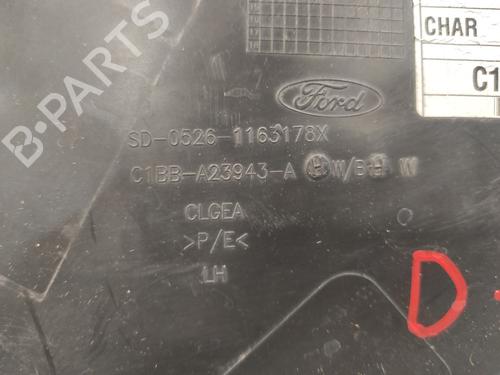 B-PARTS
CHAR
C1
Ford
SD-0526-1163178X
C1BB-A23943-A H W/B H W
CLGEA
>P/E<
LH
D